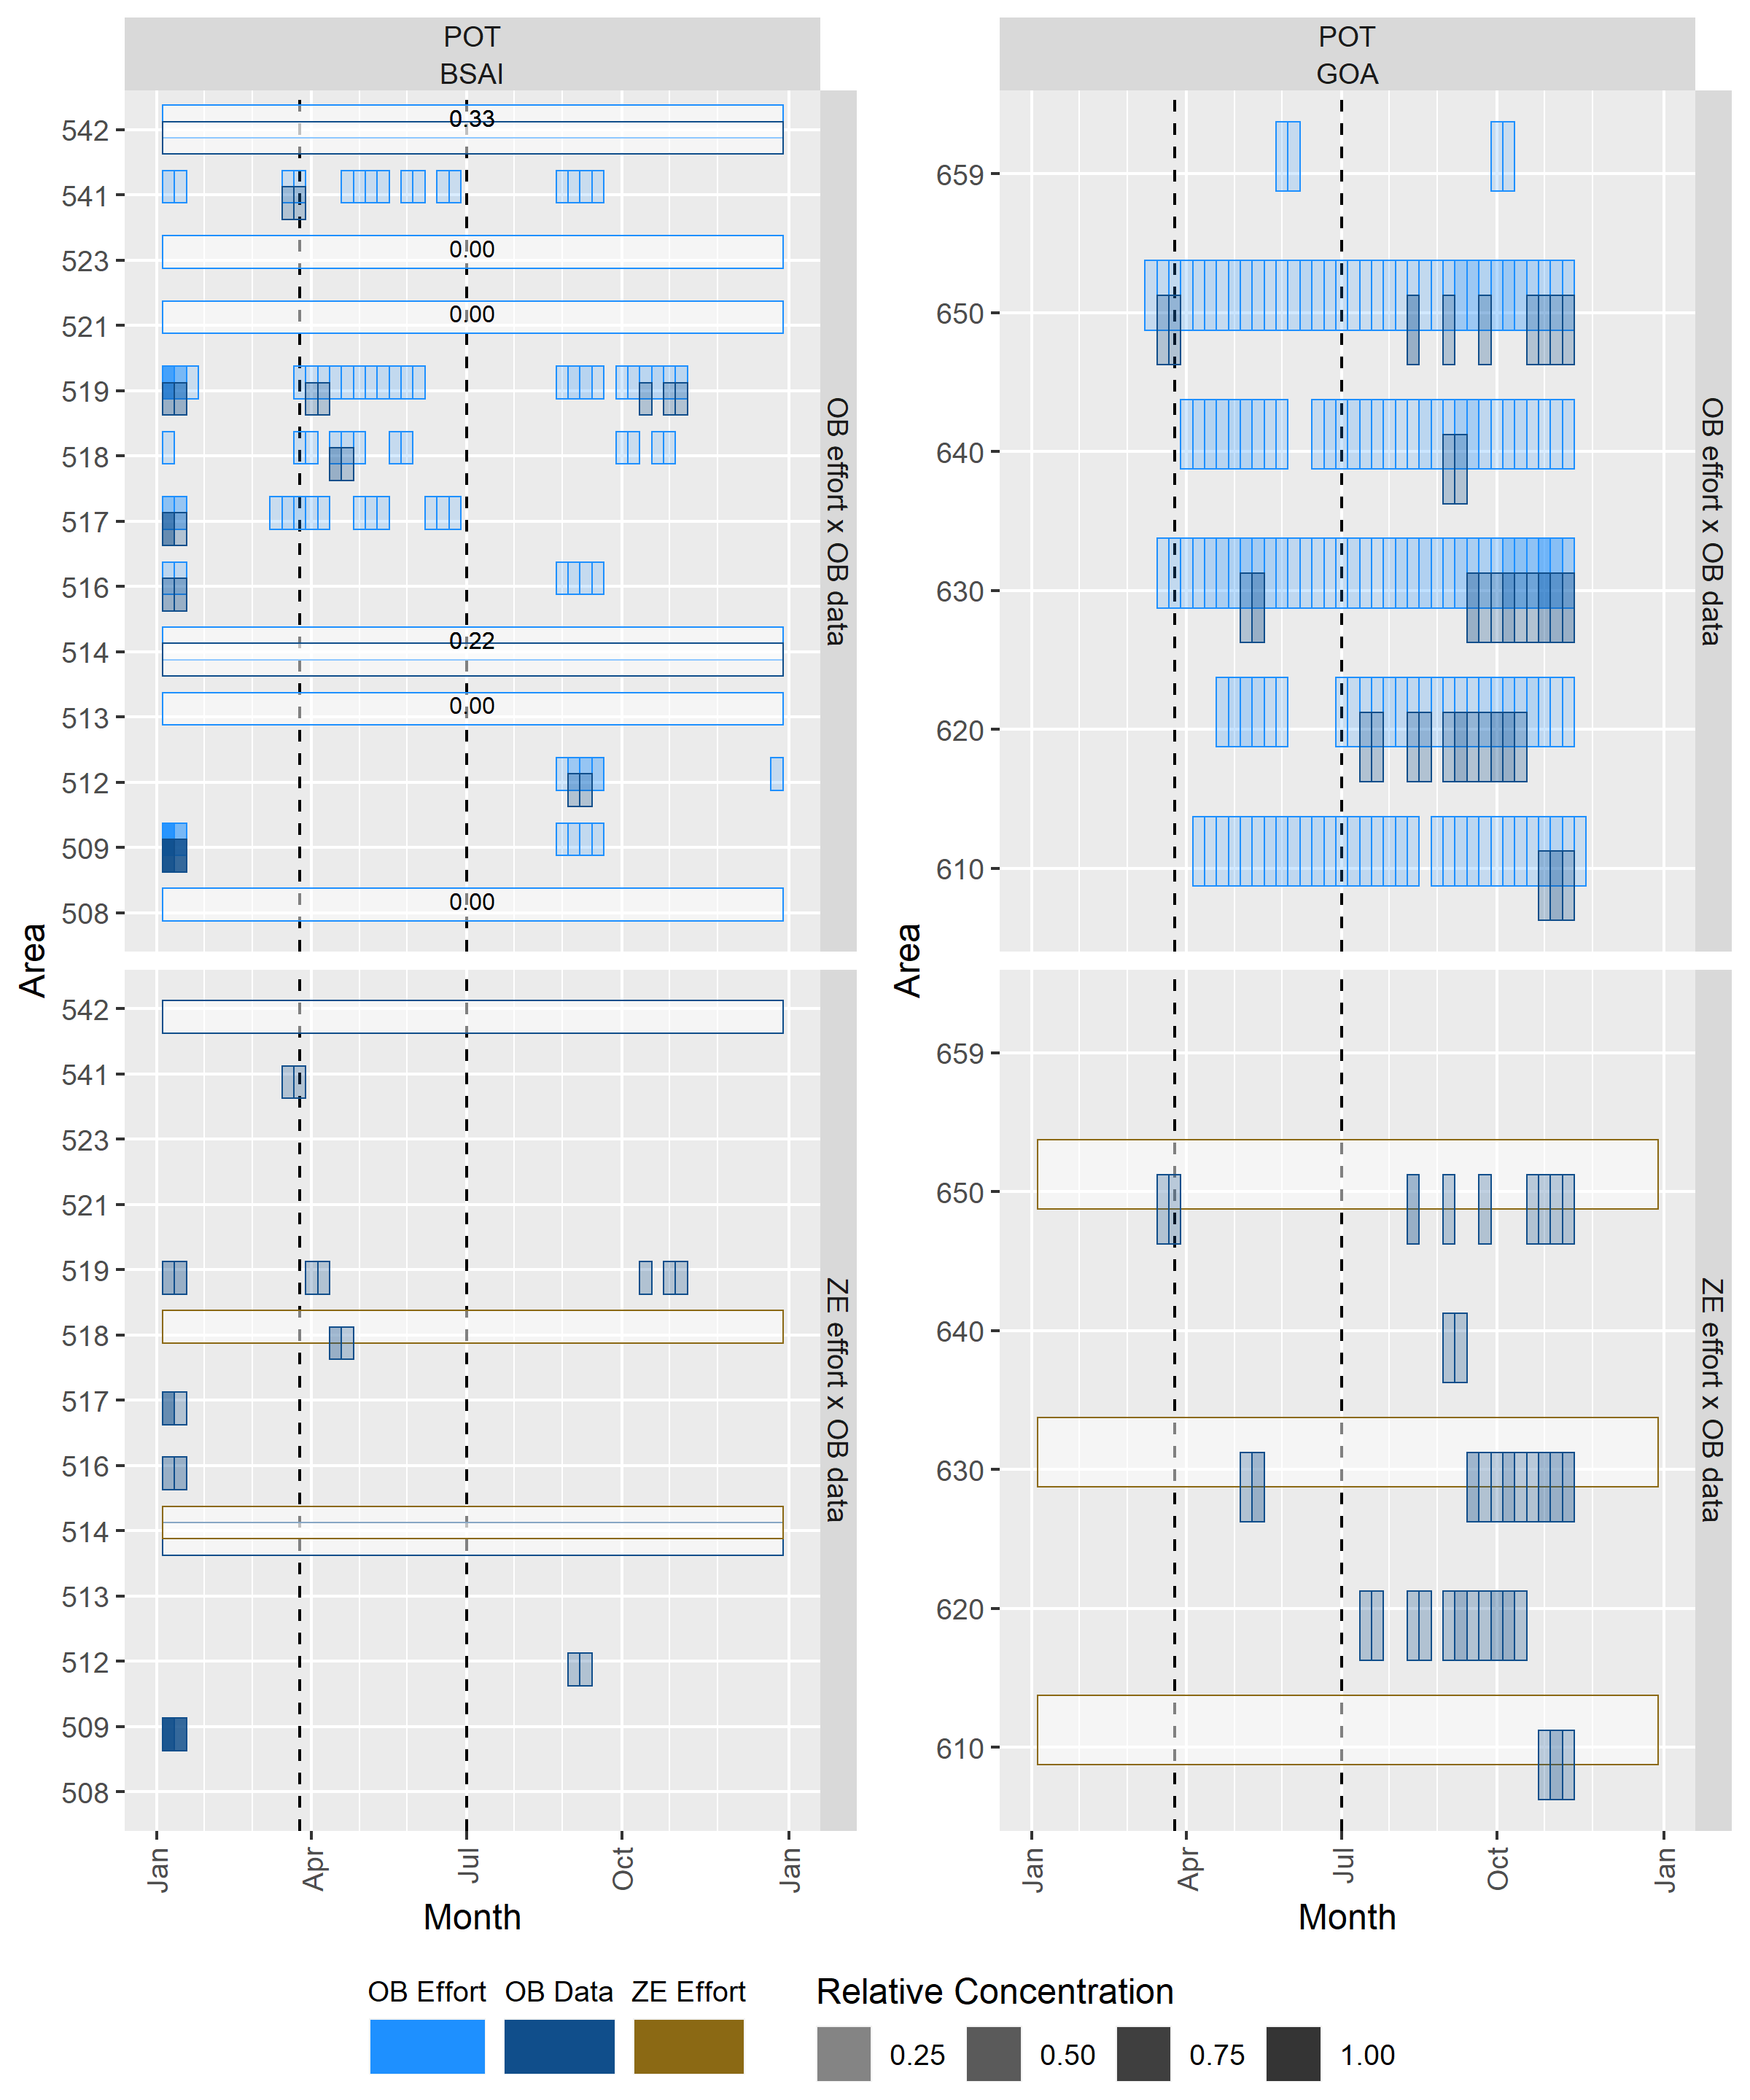 POT
BSAI
POT
GOA
Area
542
541
523
521
519
518
517
516
514
513
512
509
508
0.33
0.00
0.00
0.22
0.00
0.00
OB effort x OB data
Area
659
650
640
630
620
610
OB effort x OB data
542
541
523
521
519
518
517
516
514
513
512
509
508
ZE effort x OB data
659
650
640
630
620
610
ZE effort x OB data
Jan Apr Jul Oct Jan
Month
Jan Apr Jul Oct Jan
Month
OB Effort OB Data ZE Effort
Relative Concentration
0.25 0.50 0.75 1.00